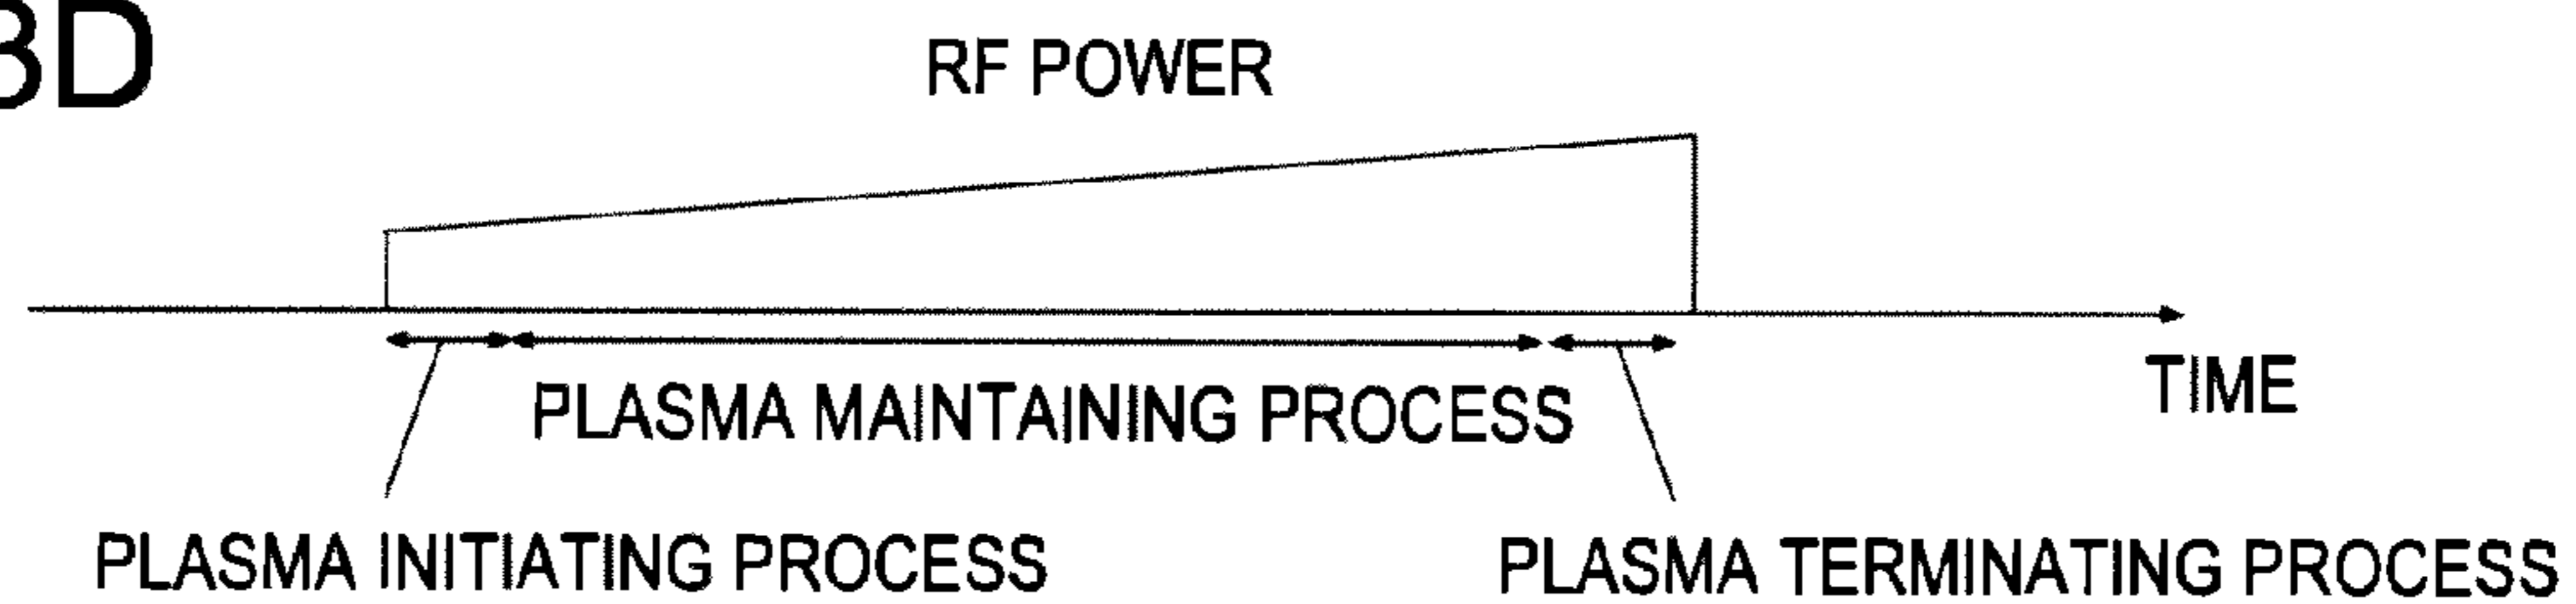 3D
RF POWER
TIME
PLASMA MAINTAINING PROCESS
PLASMA INITIATING PROCESS
PLASMA TERMINATING PROCESS